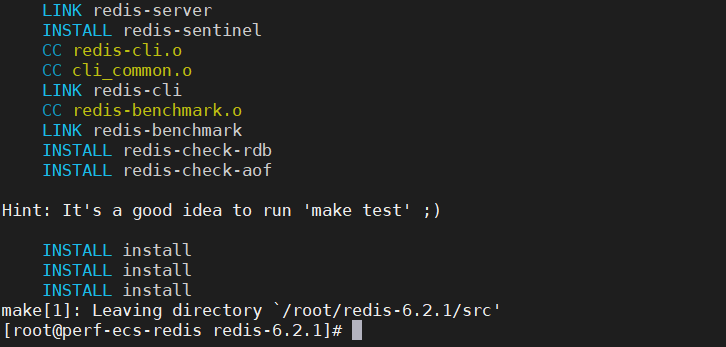 LINK redis-server
INSTALL redis-sentinel
CC redis-cli.o
CC cli_common.o
LINK redis-cli
CC redis-benchmark.o
LINK redis-benchmark
INSTALL redis-check-rdb
INSTALL redis-check-aof
Hint: It's a good idea to run 'make test' ;)
INSTALL install
INSTALL install
INSTALL install
make[1]: Leaving directory `/root/redis-6.2.1/src'
[root@perf-ecs-redis redis-6.2.1]#